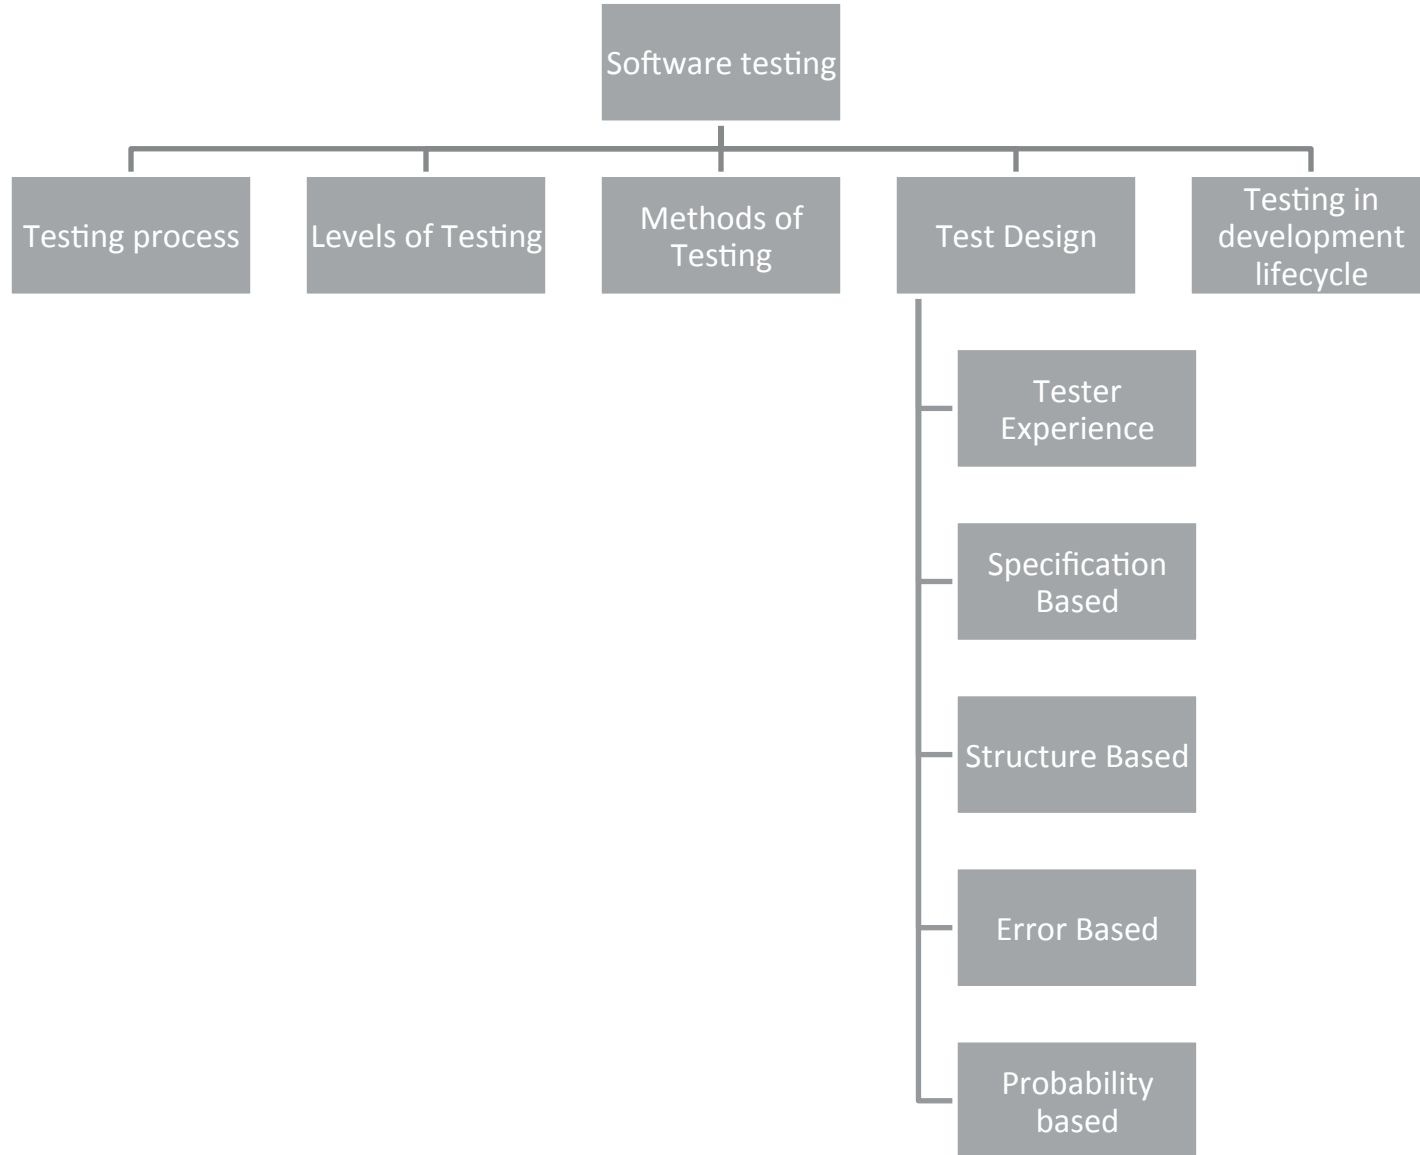 Software testing
Testing process
Levels of Testing
Methods of
Testing
Test Design
Testing in
development
lifecycle
Tester
Experience
Specification
Based
Structure Based
Error Based
Probability
based